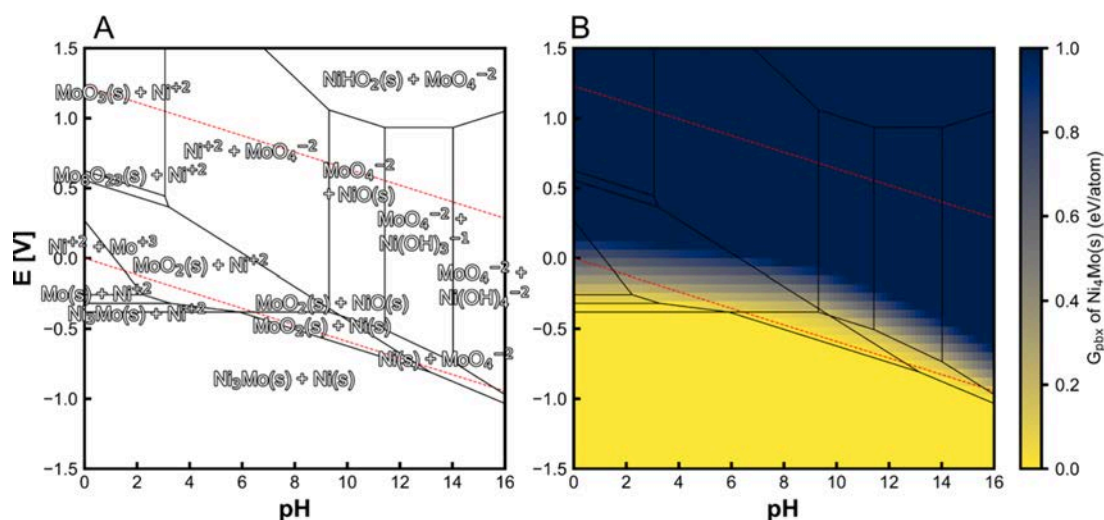 A
B
1.5
1.0
0.5
0.0
−0.5
−1.0
−1.5
E [V]
0 2 4 6 8 10 12 14 16
pH
NiHO₂(s) + MoO₄⁻²
MoO₃(s) + Ni⁺²
Ni⁺² + MoO₄⁻²
MoO₄⁻²
+ NiO(s)
Mo₈O₂₃(s) + Ni⁺²
MoO₄⁻² +
Ni(OH)₃⁻¹
Ni⁺² + Mo⁺³
MoO₂(s) + Ni⁺²
MoO₄⁻² +
Ni(OH)₄⁻²
Mo(s) + Ni⁺²
Ni₃Mo(s) + Ni⁺²
MoO₂(s) + NiO(s)
MoO₂(s) + Ni(s)
Ni(s) + MoO₄⁻²
Ni₃Mo(s) + Ni(s)
1.5
1.0
0.5
0.0
−0.5
−1.0
−1.5
0 2 4 6 8 10 12 14 16
pH
1.0
0.8
0.6
0.4
0.2
0.0
G_pbx of Ni₄Mo(s) (eV/atom)